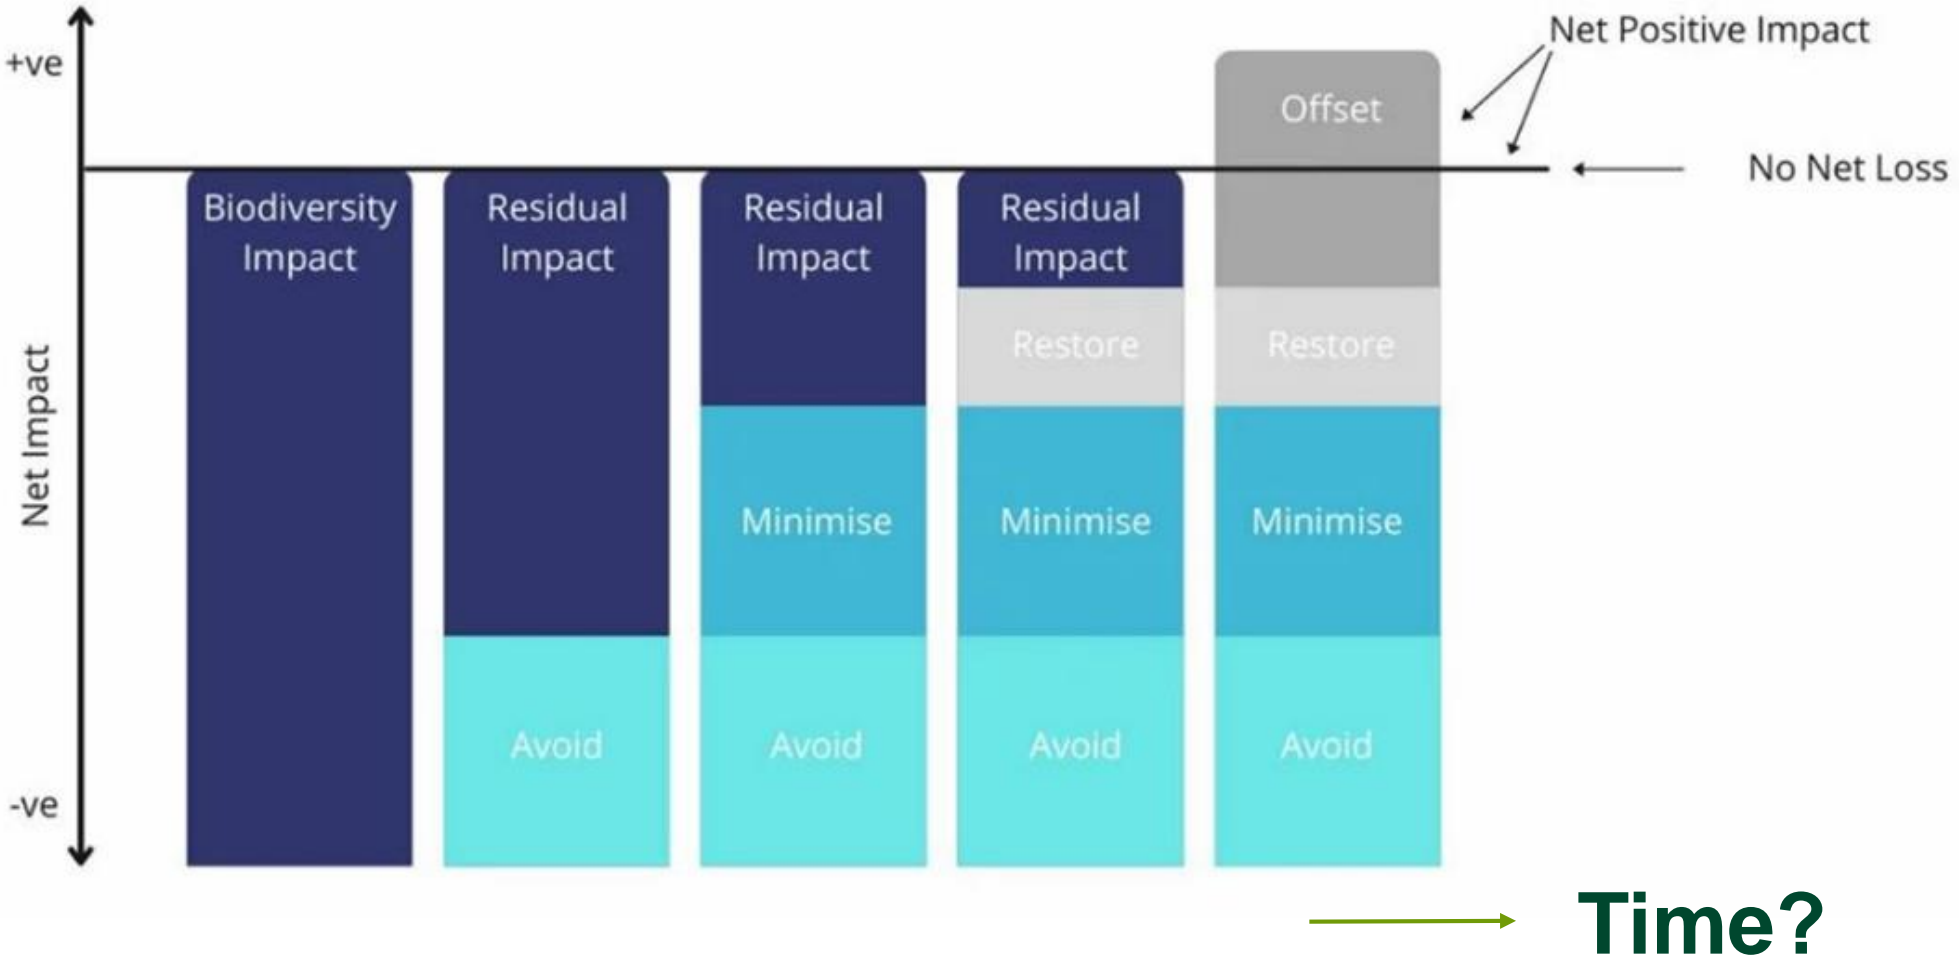 Net Positive Impact
+ve
Offset
No Net Loss
Biodiversity
Impact
Residual
Impact
Residual
Impact
Residual
Impact
Restore
Restore
Net Impact
Minimise
Minimise
Minimise
Avoid
Avoid
Avoid
Avoid
-ve
Time?